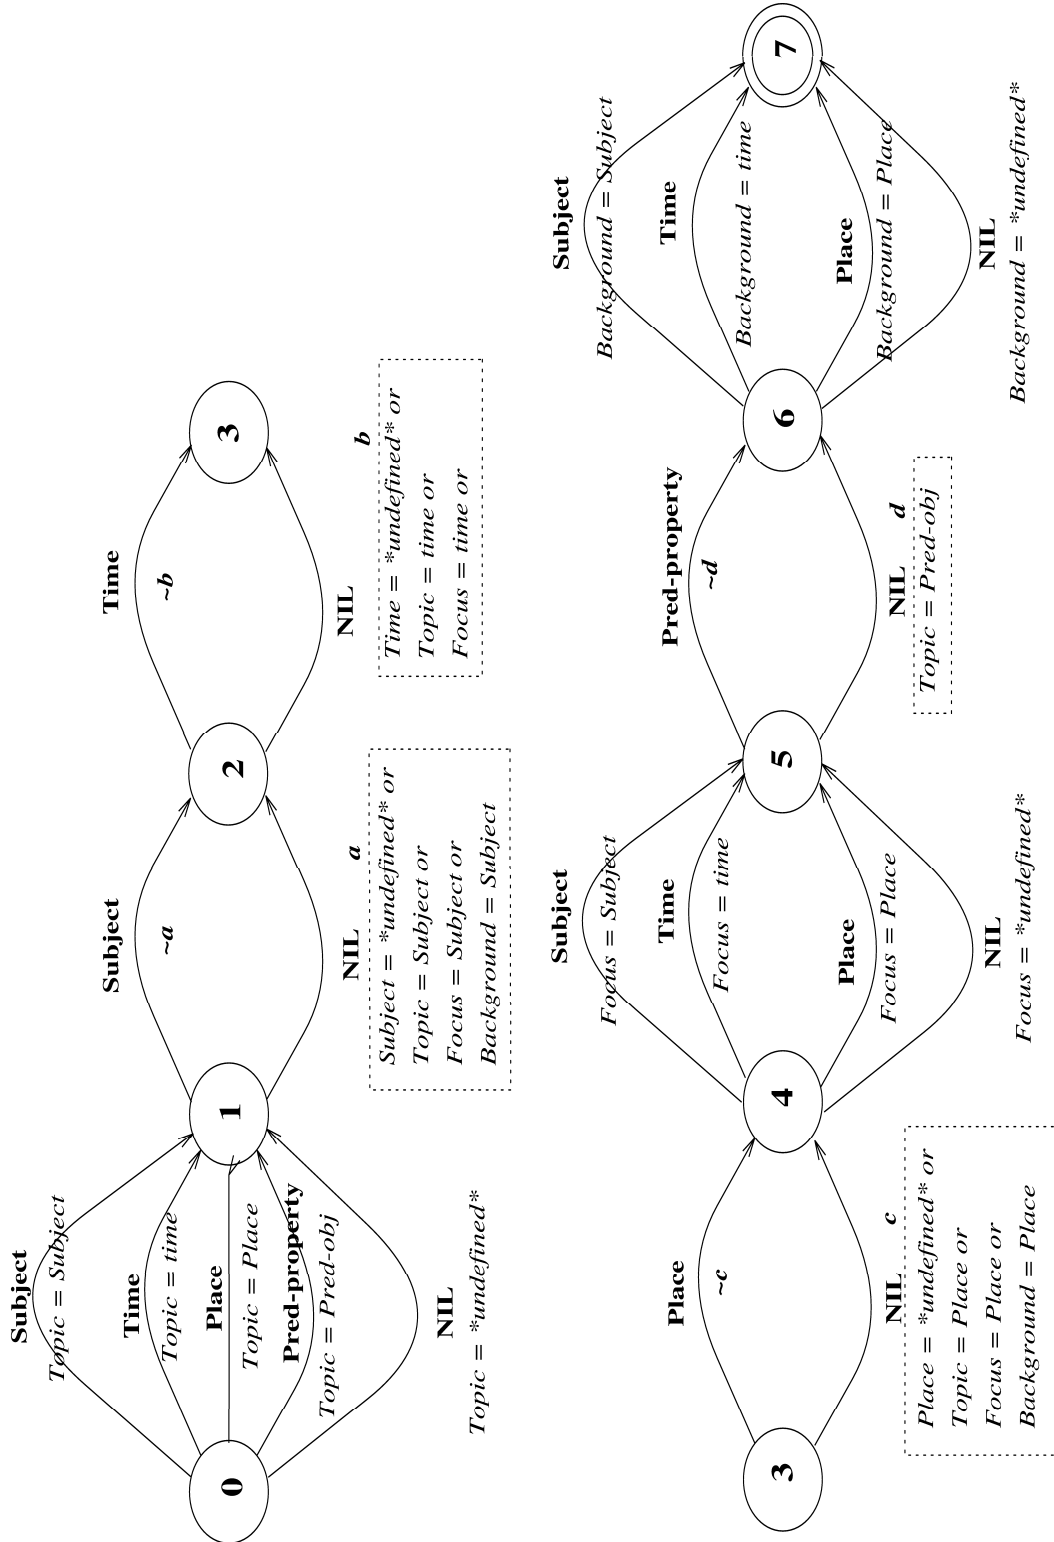 Subject
Topic = Subject
Time
Topic = time
Place
Topic = Place
Pred-property
Topic = Pred-obj
NIL
Topic = *undefined*
0
1
Subject
~a
NIL
a
Subject = *undefined* or
Topic = Subject or
Focus = Subject or
Background = Subject
2
Time
~b
NIL
b
Time = *undefined* or
Topic = time or
Focus = time or
3
3
Place
~c
NIL
c
Place = *undefined* or
Topic = Place or
Focus = Place or
Background = Place
4
Subject
Focus = Subject
Time
Focus = time
Place
Focus = Place
NIL
Focus = *undefined*
5
Pred-property
~d
NIL
d
Topic = Pred-obj
6
Subject
Background = Subject
Time
Background = time
Place
Background = Place
NIL
Background = *undefined*
7